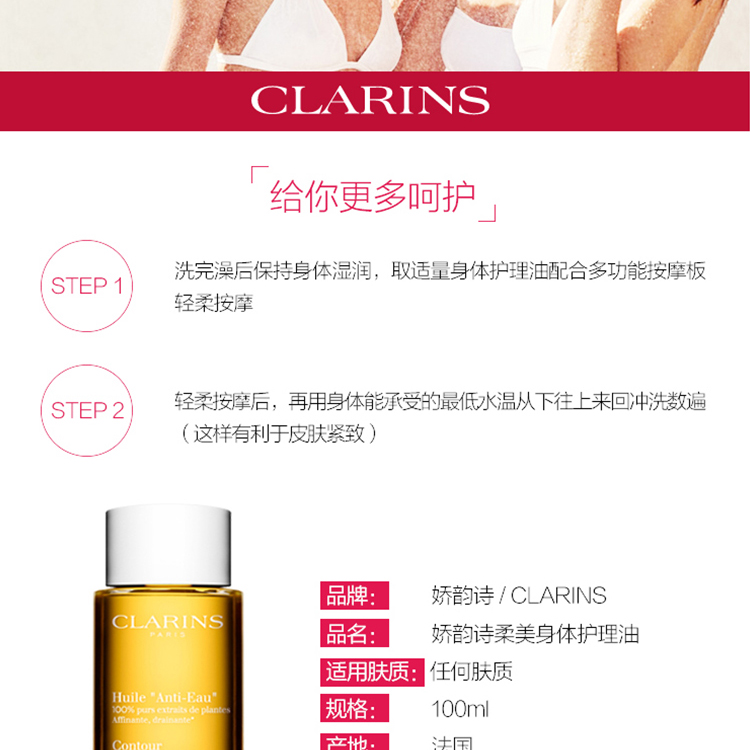 CLARINS
「给你更多呵护」
STEP 1
洗完澡后保持身体湿润，取适量身体护理油配合多功能按摩板
轻柔按摩
STEP 2
轻柔按摩后，再用身体能承受的最低水温从下往上来回冲洗数遍
（这样有利于皮肤紧致）
CLARINS
PARIS
Huile "Anti-Eau"
100% purs extraits de plantes
Affinante, drainante*
Contour
品牌： 娇韵诗 / CLARINS
品名： 娇韵诗柔美身体护理油
适用肤质： 任何肤质
规格： 100ml
产地： 法国